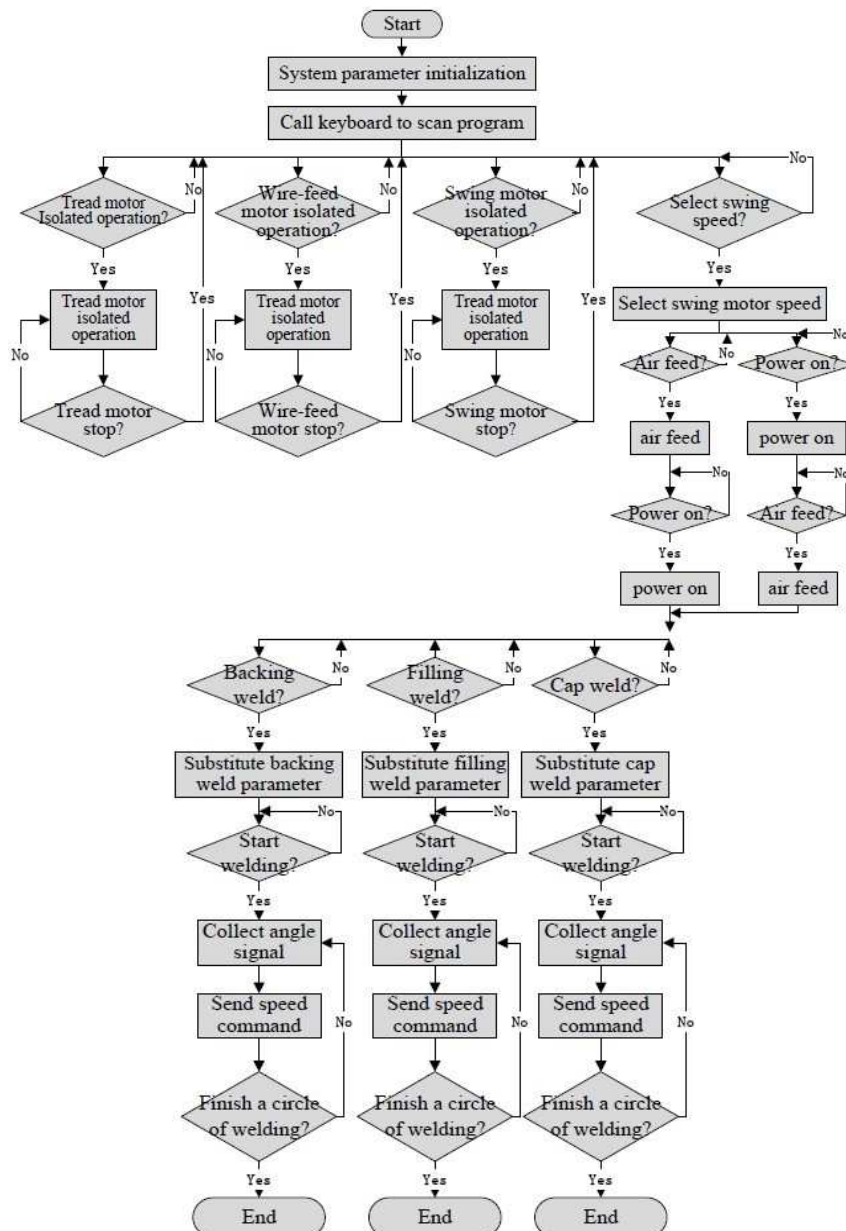 Start
System parameter initialization
Call keyboard to scan program
No
Tread motor
Isolated operation?
No
Wire-feed
motor isolated
operation?
No
Swing motor
isolated
operation?
No
Select swing
speed?
Yes
Yes
Yes
Yes
Tread motor
isolated
operation
Yes
Tread motor
isolated
operation
Yes
Tread motor
isolated
operation
Yes
Select swing motor speed
No
No
No
No
No
Air feed?
Power on?
Yes
Yes
Tread motor
stop?
Wire-feed
motor stop?
Swing motor
stop?
air feed
power on
No
No
Power on?
Air feed?
Yes
Yes
power on
air feed
No
No
No
Backing
weld?
Filling
weld?
Cap weld?
Yes
Yes
Yes
Substitute backing
weld parameter
Substitute filling
weld parameter
Substitute cap
weld parameter
No
No
No
Start
welding?
Start
welding?
Start
welding?
Yes
Yes
Yes
Collect angle
signal
Collect angle
signal
Collect angle
signal
Send speed
command
No
Send speed
command
No
Send speed
command
No
Finish a circle
of welding?
Finish a circle
of welding?
Finish a circle
of welding?
Yes
Yes
Yes
End
End
End